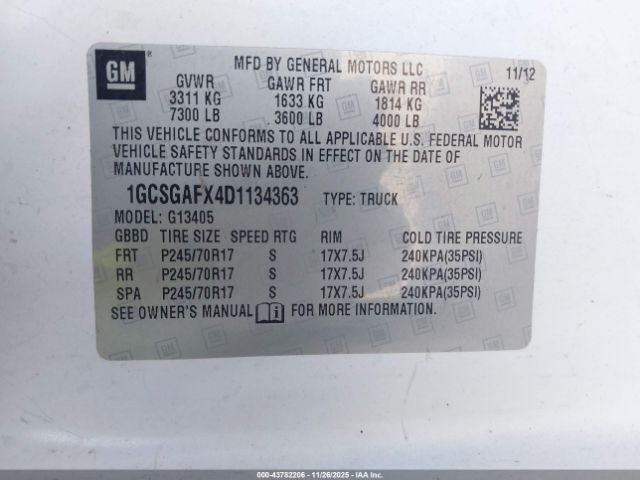 GM ®
MFD BY GENERAL MOTORS LLC 11/12
GVWR GAWR FRT GAWR RR
3311 KG 1633 KG 1814 KG
7300 LB 3600 LB 4000 LB
THIS VEHICLE CONFORMS TO ALL APPLICABLE U.S. FEDERAL MOTOR
VEHICLE SAFETY STANDARDS IN EFFECT ON THE DATE OF
MANUFACTURE SHOWN ABOVE.
1GCSGAFX4D1134363 TYPE: TRUCK
MODEL: G13405
GBBD TIRE SIZE SPEED RTG RIM COLD TIRE PRESSURE
FRT P245/70R17 S 17X7.5J 240KPA(35PSI)
RR P245/70R17 S 17X7.5J 240KPA(35PSI)
SPA P245/70R17 S 17X7.5J 240KPA(35PSI)
SEE OWNER'S MANUAL FOR MORE INFORMATION.
000-43782206 - 11/26/2025 - IAAI.COM